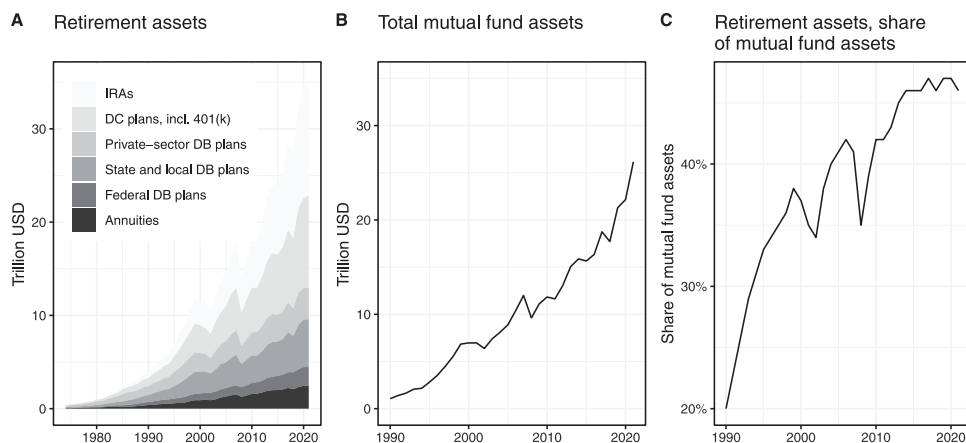 A Retirement assets
B Total mutual fund assets
C Retirement assets, share
of mutual fund assets
Trillion USD
30
20
10
0
IRAs
DC plans, incl. 401(k)
Private−sector DB plans
State and local DB plans
Federal DB plans
Annuities
1980 1990 2000 2010 2020
Trillion USD
30
20
10
0
1990 2000 2010 2020
Share of mutual fund assets
40%
30%
20%
1990 2000 2010 2020